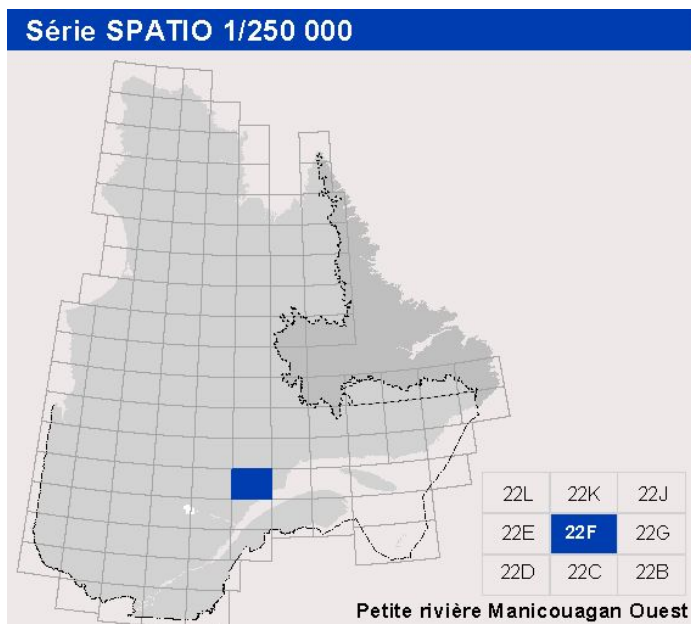 Série SPATIO 1/250 000
22L 22K 22J
22E 22F 22G
22D 22C 22B
Petite rivière Manicouagan Ouest